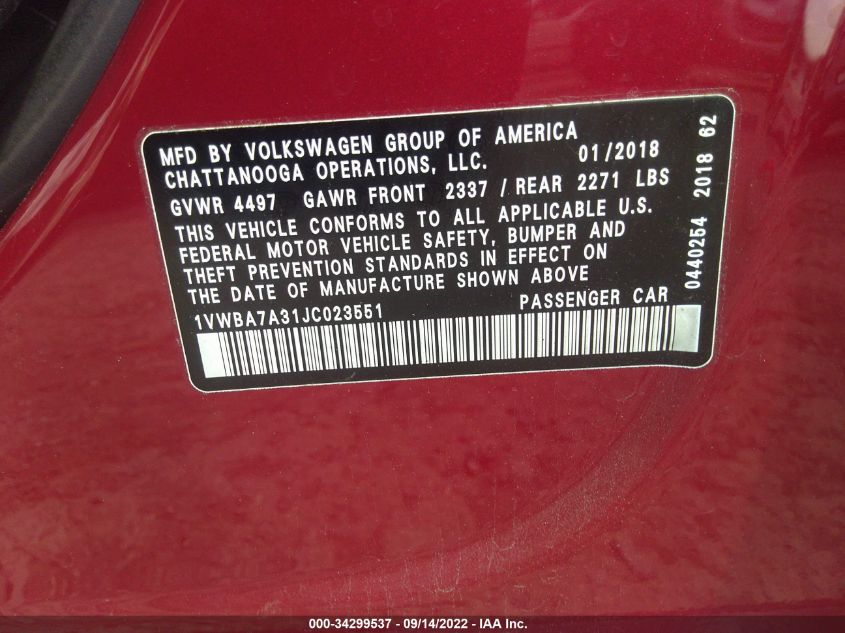 MFD BY VOLKSWAGEN GROUP OF AMERICA
CHATTANOOGA OPERATIONS, LLC. 01/2018
GVWR 4497 GAWR FRONT 2337 / REAR 2271 LBS
THIS VEHICLE CONFORMS TO ALL APPLICABLE U.S.
FEDERAL MOTOR VEHICLE SAFETY, BUMPER AND
THEFT PREVENTION STANDARDS IN EFFECT ON
THE DATE OF MANUFACTURE SHOWN ABOVE
1VWBA7A31JC023551 PASSENGER CAR
0440254 2018 62
000-34299537 - 09/14/2022 - IAA Inc.